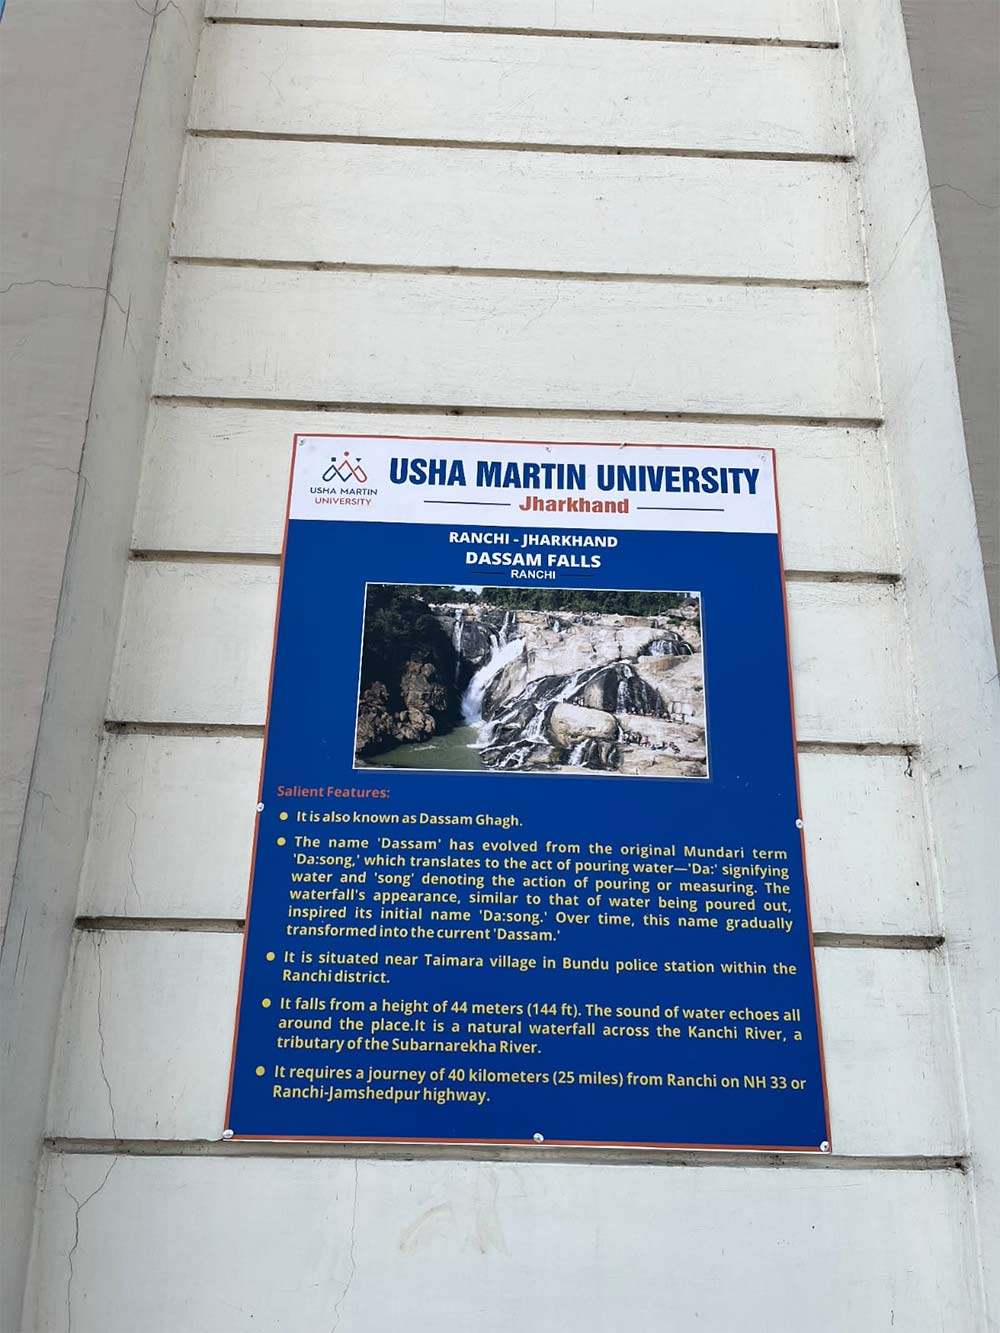 USHA MARTIN
UNIVERSITY
USHA MARTIN UNIVERSITY
Jharkhand
RANCHI - JHARKHAND
DASSAM FALLS
RANCHI
Salient Features:
It is also known as Dassam Ghagh.
The name 'Dassam' has evolved from the original Mundari term
'Da:song,' which translates to the act of pouring water—'Da:' signifying
water and 'song' denoting the action of pouring or measuring. The
waterfall's appearance, similar to that of water being poured out,
inspired its initial name 'Da:song.' Over time, this name gradually
transformed into the current 'Dassam.'
It is situated near Taimara village in Bundu police station within the
Ranchi district.
It falls from a height of 44 meters (144 ft). The sound of water echoes all
around the place.It is a natural waterfall across the Kanchi River, a
tributary of the Subarnarekha River.
It requires a journey of 40 kilometers (25 miles) from Ranchi on NH 33 or
Ranchi-Jamshedpur highway.